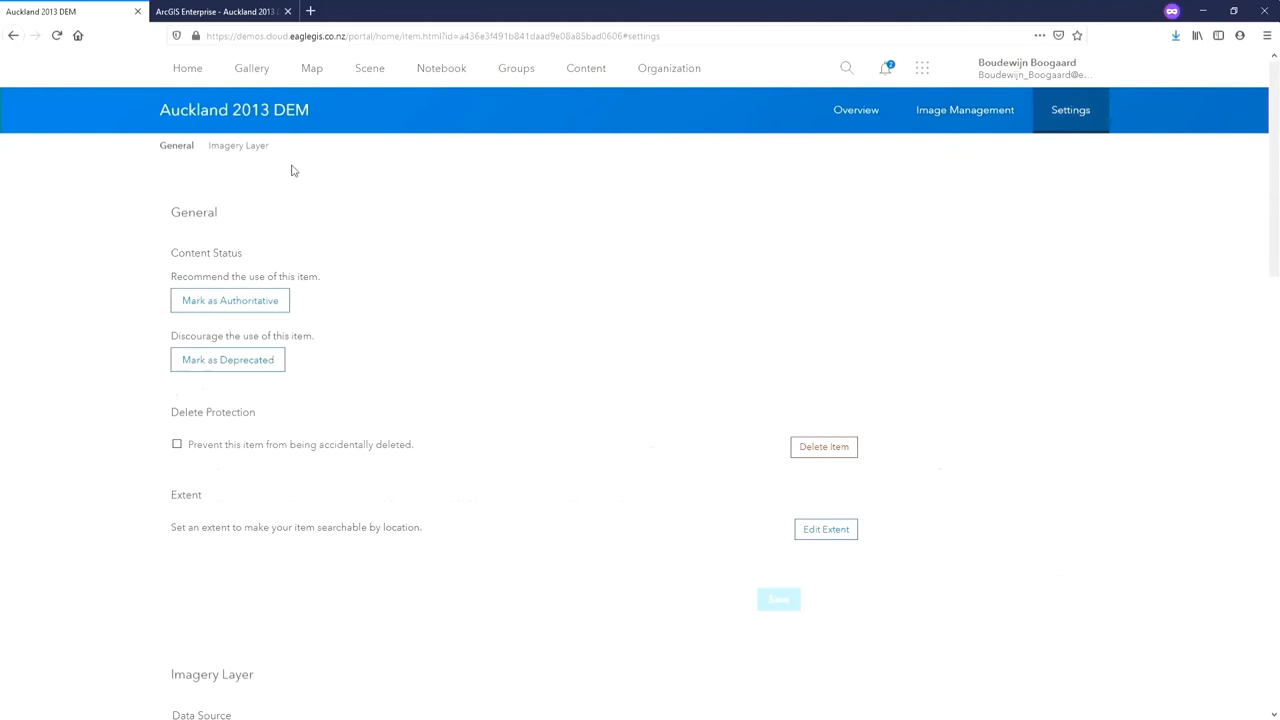 Auckland 2013 DEM
ArcGIS Enterprise - Auckland 2013
https://demos.cloud.eaglegis.co.nz/portal/home/item.html?id=a436e3f491b841daad9e08a85bad0606#settings
Home Gallery Map Scene Notebook Groups Content Organization
2
Boudewijn Boogaard
Boudewijn_Boogaard@e...
Auckland 2013 DEM
Overview Image Management Settings
General Imagery Layer
General
Content Status
Recommend the use of this item.
Mark as Authoritative
Discourage the use of this item.
Mark as Deprecated
Delete Protection
Prevent this item from being accidentally deleted.
Delete Item
Extent
Set an extent to make your item searchable by location.
Edit Extent
Save
Imagery Layer
Data Source